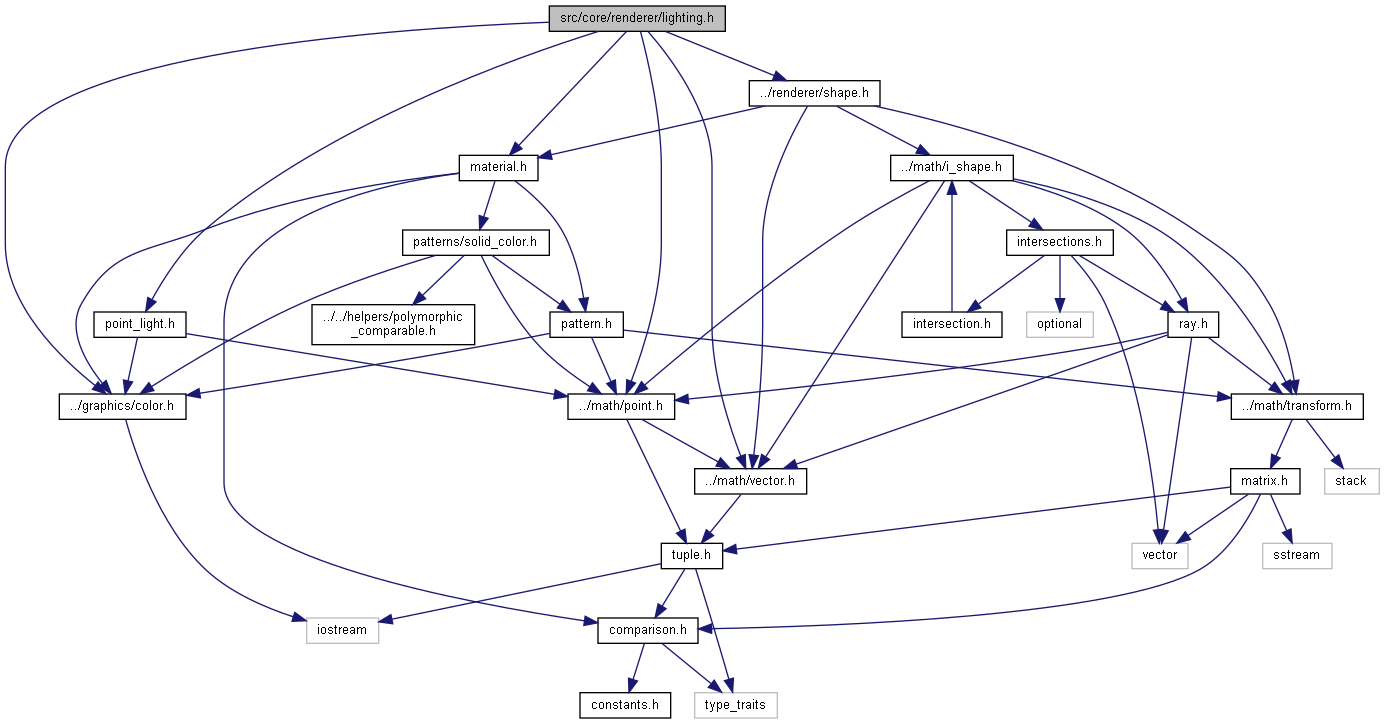 src/core/renderer/lighting.h
../renderer/shape.h
material.h
../math/i_shape.h
patterns/solid_color.h
intersections.h
point_light.h
../../helpers/polymorphic
_comparable.h
pattern.h
intersection.h
optional
ray.h
../graphics/color.h
../math/point.h
../math/transform.h
../math/vector.h
matrix.h
stack
tuple.h
vector
sstream
iostream
comparison.h
constants.h
type_traits